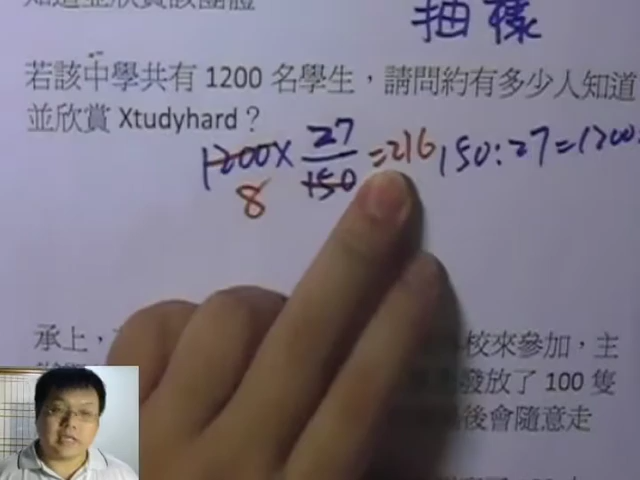 抽樣
若該中學共有 1200 名學生，請問約有多少人知道
並欣賞 Xtudyhard？
1200× 27/150 =216, 150:27=1200:
8
承上，
校來參加，主
發放了 100 隻
後會隨意走